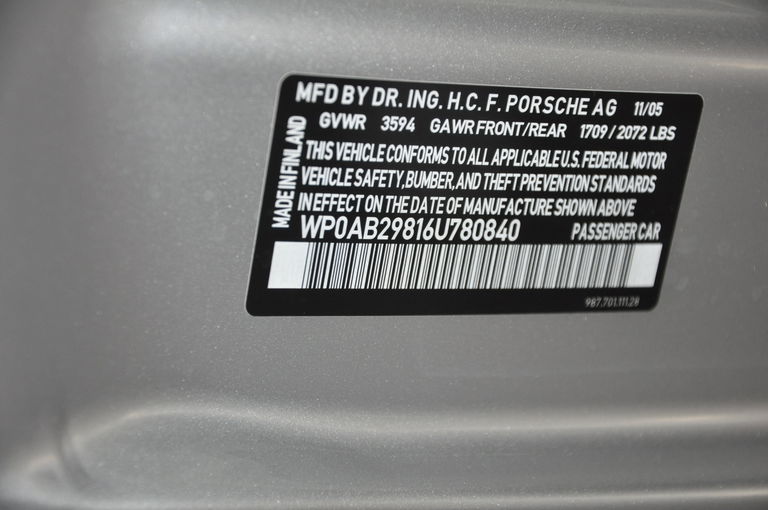 MFD BY DR. ING. H.C. F. PORSCHE AG 11/05
GVWR 3594 GAWR FRONT/REAR 1709 / 2072 LBS
THIS VEHICLE CONFORMS TO ALL APPLICABLE U.S. FEDERAL MOTOR
VEHICLE SAFETY, BUMBER, AND THEFT PREVENTION STANDARDS
IN EFFECT ON THE DATE OF MANUFACTURE SHOWN ABOVE
MADE IN FINLAND
WP0AB29816U780840 PASSENGER CAR
987.701.111.28